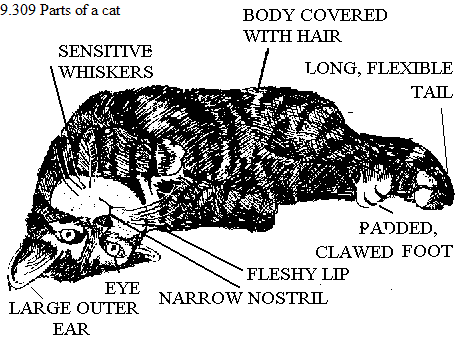 9.309 Parts of a cat
BODY COVERED
WITH HAIR
SENSITIVE
WHISKERS
LONG, FLEXIBLE
TAIL
PADDED,
CLAWED FOOT
FLESHY LIP
EYE
NARROW NOSTRIL
LARGE OUTER
EAR